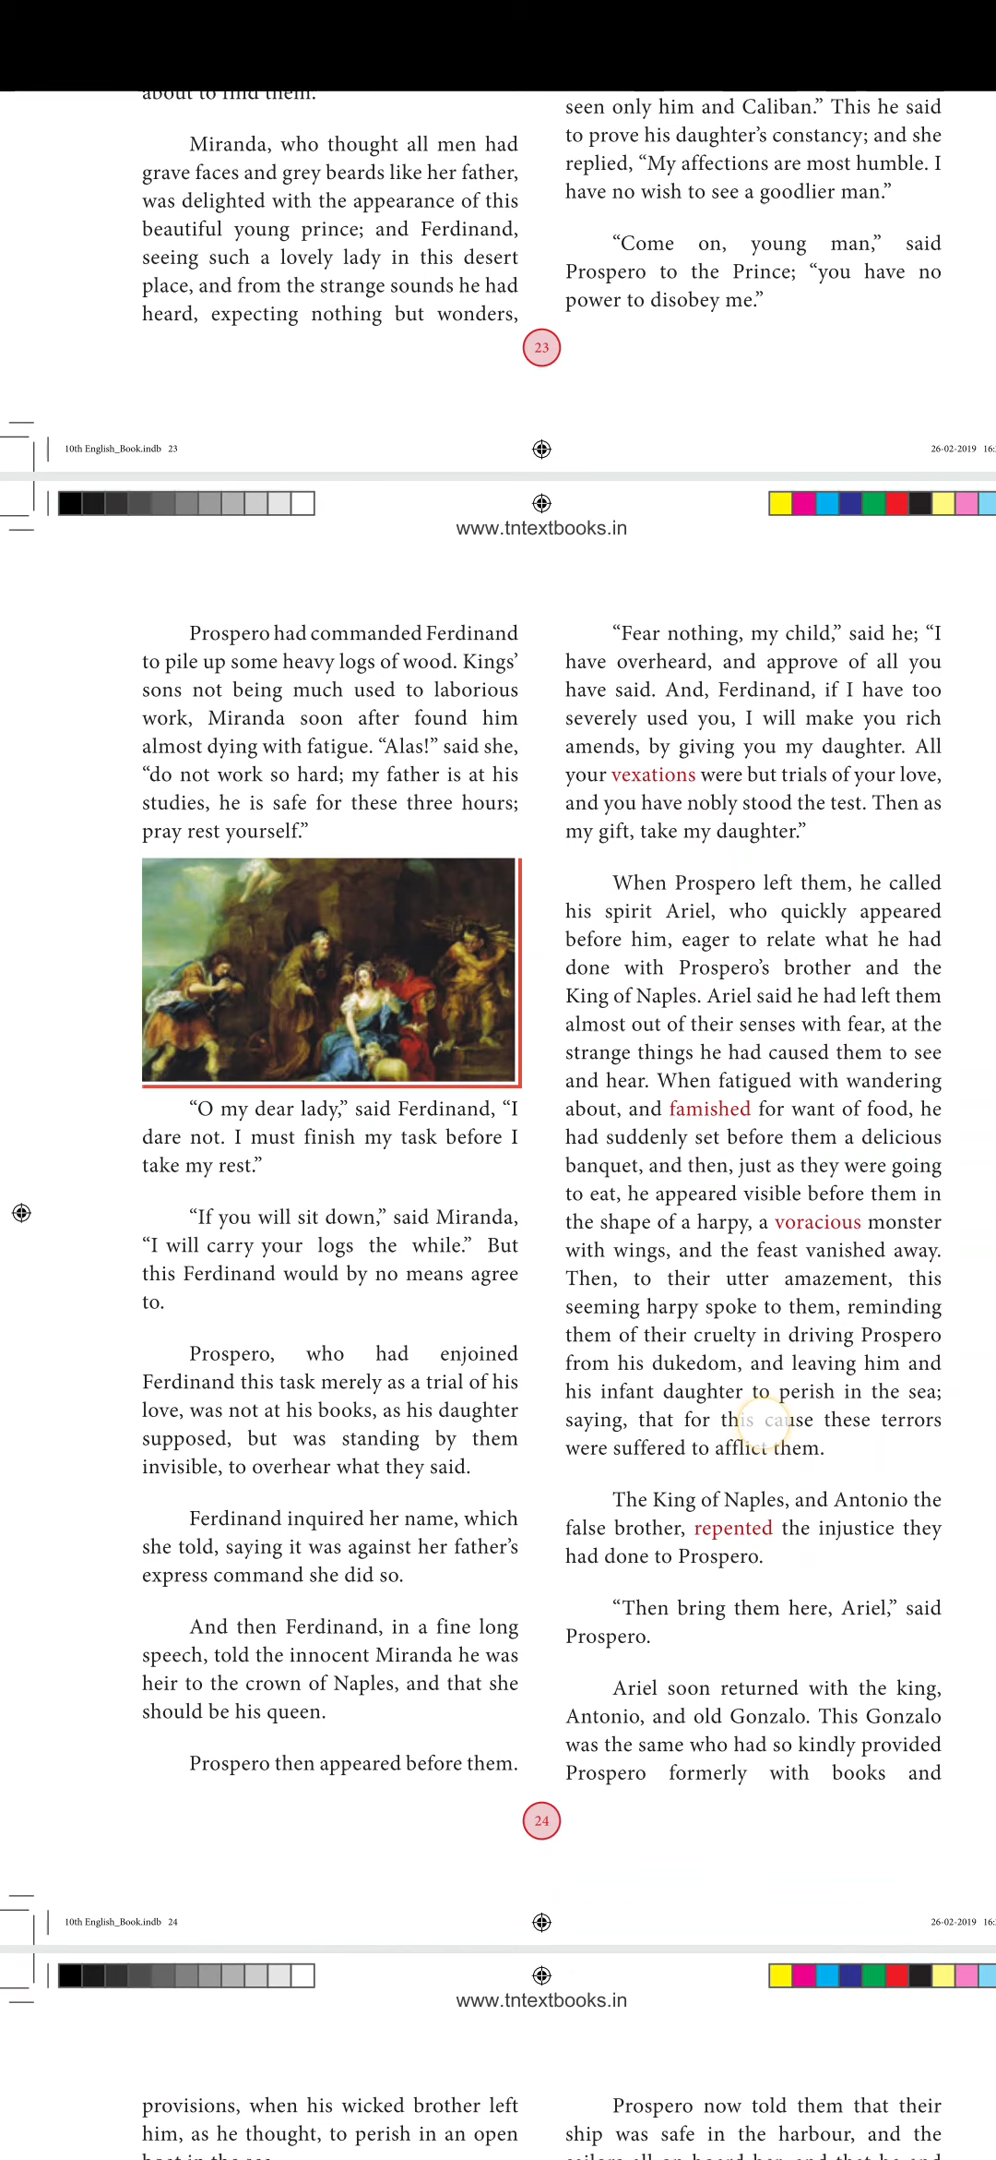 about to find them.
Miranda, who thought all men had
grave faces and grey beards like her father,
was delighted with the appearance of this
beautiful young prince; and Ferdinand,
seeing such a lovely lady in this desert
place, and from the strange sounds he had
heard, expecting nothing but wonders,
seen only him and Caliban.” This he said
to prove his daughter’s constancy; and she
replied, “My affections are most humble. I
have no wish to see a goodlier man.”
“Come on, young man,” said
Prospero to the Prince; “you have no
power to disobey me.”
23
10th English_Book.indb 23
26-02-2019 16:
www.tntextbooks.in
Prospero had commanded Ferdinand
to pile up some heavy logs of wood. Kings’
sons not being much used to laborious
work, Miranda soon after found him
almost dying with fatigue. “Alas!” said she,
“do not work so hard; my father is at his
studies, he is safe for these three hours;
pray rest yourself.”
“O my dear lady,” said Ferdinand, “I
dare not. I must finish my task before I
take my rest.”
“If you will sit down,” said Miranda,
“I will carry your logs the while.” But
this Ferdinand would by no means agree
to.
Prospero, who had enjoined
Ferdinand this task merely as a trial of his
love, was not at his books, as his daughter
supposed, but was standing by them
invisible, to overhear what they said.
Ferdinand inquired her name, which
she told, saying it was against her father’s
express command she did so.
And then Ferdinand, in a fine long
speech, told the innocent Miranda he was
heir to the crown of Naples, and that she
should be his queen.
Prospero then appeared before them.
“Fear nothing, my child,” said he; “I
have overheard, and approve of all you
have said. And, Ferdinand, if I have too
severely used you, I will make you rich
amends, by giving you my daughter. All
your vexations were but trials of your love,
and you have nobly stood the test. Then as
my gift, take my daughter.”
When Prospero left them, he called
his spirit Ariel, who quickly appeared
before him, eager to relate what he had
done with Prospero’s brother and the
King of Naples. Ariel said he had left them
almost out of their senses with fear, at the
strange things he had caused them to see
and hear. When fatigued with wandering
about, and famished for want of food, he
had suddenly set before them a delicious
banquet, and then, just as they were going
to eat, he appeared visible before them in
the shape of a harpy, a voracious monster
with wings, and the feast vanished away.
Then, to their utter amazement, this
seeming harpy spoke to them, reminding
them of their cruelty in driving Prospero
from his dukedom, and leaving him and
his infant daughter to perish in the sea;
saying, that for this cause these terrors
were suffered to afflict them.
The King of Naples, and Antonio the
false brother, repented the injustice they
had done to Prospero.
“Then bring them here, Ariel,” said
Prospero.
Ariel soon returned with the king,
Antonio, and old Gonzalo. This Gonzalo
was the same who had so kindly provided
Prospero formerly with books and
24
10th English_Book.indb 24
26-02-2019 16:
www.tntextbooks.in
provisions, when his wicked brother left
him, as he thought, to perish in an open
boat in the sea.
Prospero now told them that their
ship was safe in the harbour, and the
sailors all on board her, and that he and